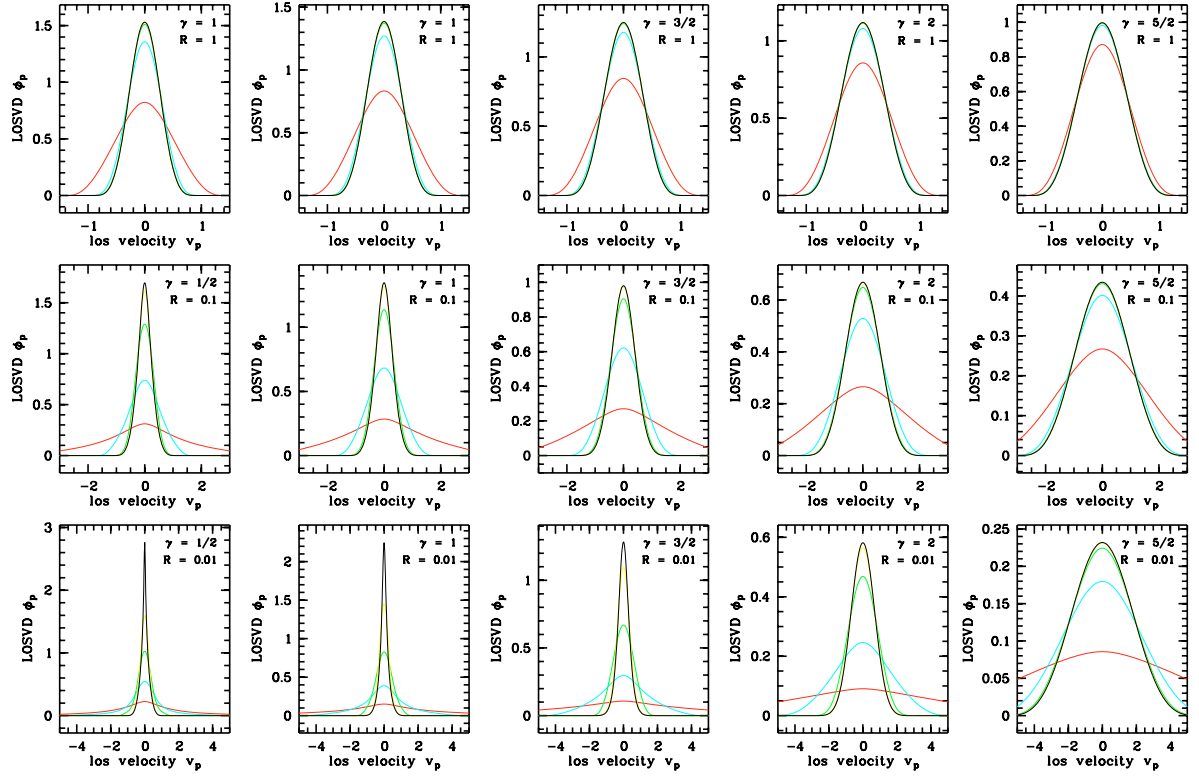 γ = 1
R = 1
1.5
1
0.5
0
LOSVD ϕp
−1 0 1
los velocity vp
γ = 1
R = 1
1.5
1
0.5
0
LOSVD ϕp
−1 0 1
los velocity vp
γ = 3/2
R = 1
1
0.5
0
LOSVD ϕp
−1 0 1
los velocity vp
γ = 2
R = 1
1
0.5
0
LOSVD ϕp
−1 0 1
los velocity vp
γ = 5/2
R = 1
1
0.8
0.6
0.4
0.2
0
LOSVD ϕp
−1 0 1
los velocity vp
γ = 1/2
R = 0.1
1.5
1
0.5
0
LOSVD ϕp
−2 0 2
los velocity vp
γ = 1
R = 0.1
1
0.5
0
LOSVD ϕp
−2 0 2
los velocity vp
γ = 3/2
R = 0.1
1
0.8
0.6
0.4
0.2
0
LOSVD ϕp
−2 0 2
los velocity vp
γ = 2
R = 0.1
0.6
0.4
0.2
0
LOSVD ϕp
−2 0 2
los velocity vp
γ = 5/2
R = 0.1
0.4
0.3
0.2
0.1
0
LOSVD ϕp
−2 0 2
los velocity vp
γ = 1/2
R = 0.01
3
2.5
2
1.5
1
0.5
0
LOSVD ϕp
−4 −2 0 2 4
los velocity vp
γ = 1
R = 0.01
2
1.5
1
0.5
0
LOSVD ϕp
−4 −2 0 2 4
los velocity vp
γ = 3/2
R = 0.01
1
0.5
0
LOSVD ϕp
−4 −2 0 2 4
los velocity vp
γ = 2
R = 0.01
0.6
0.4
0.2
0
LOSVD ϕp
−4 −2 0 2 4
los velocity vp
γ = 5/2
R = 0.01
0.25
0.2
0.15
0.1
0.05
0
LOSVD ϕp
−4 −2 0 2 4
los velocity vp